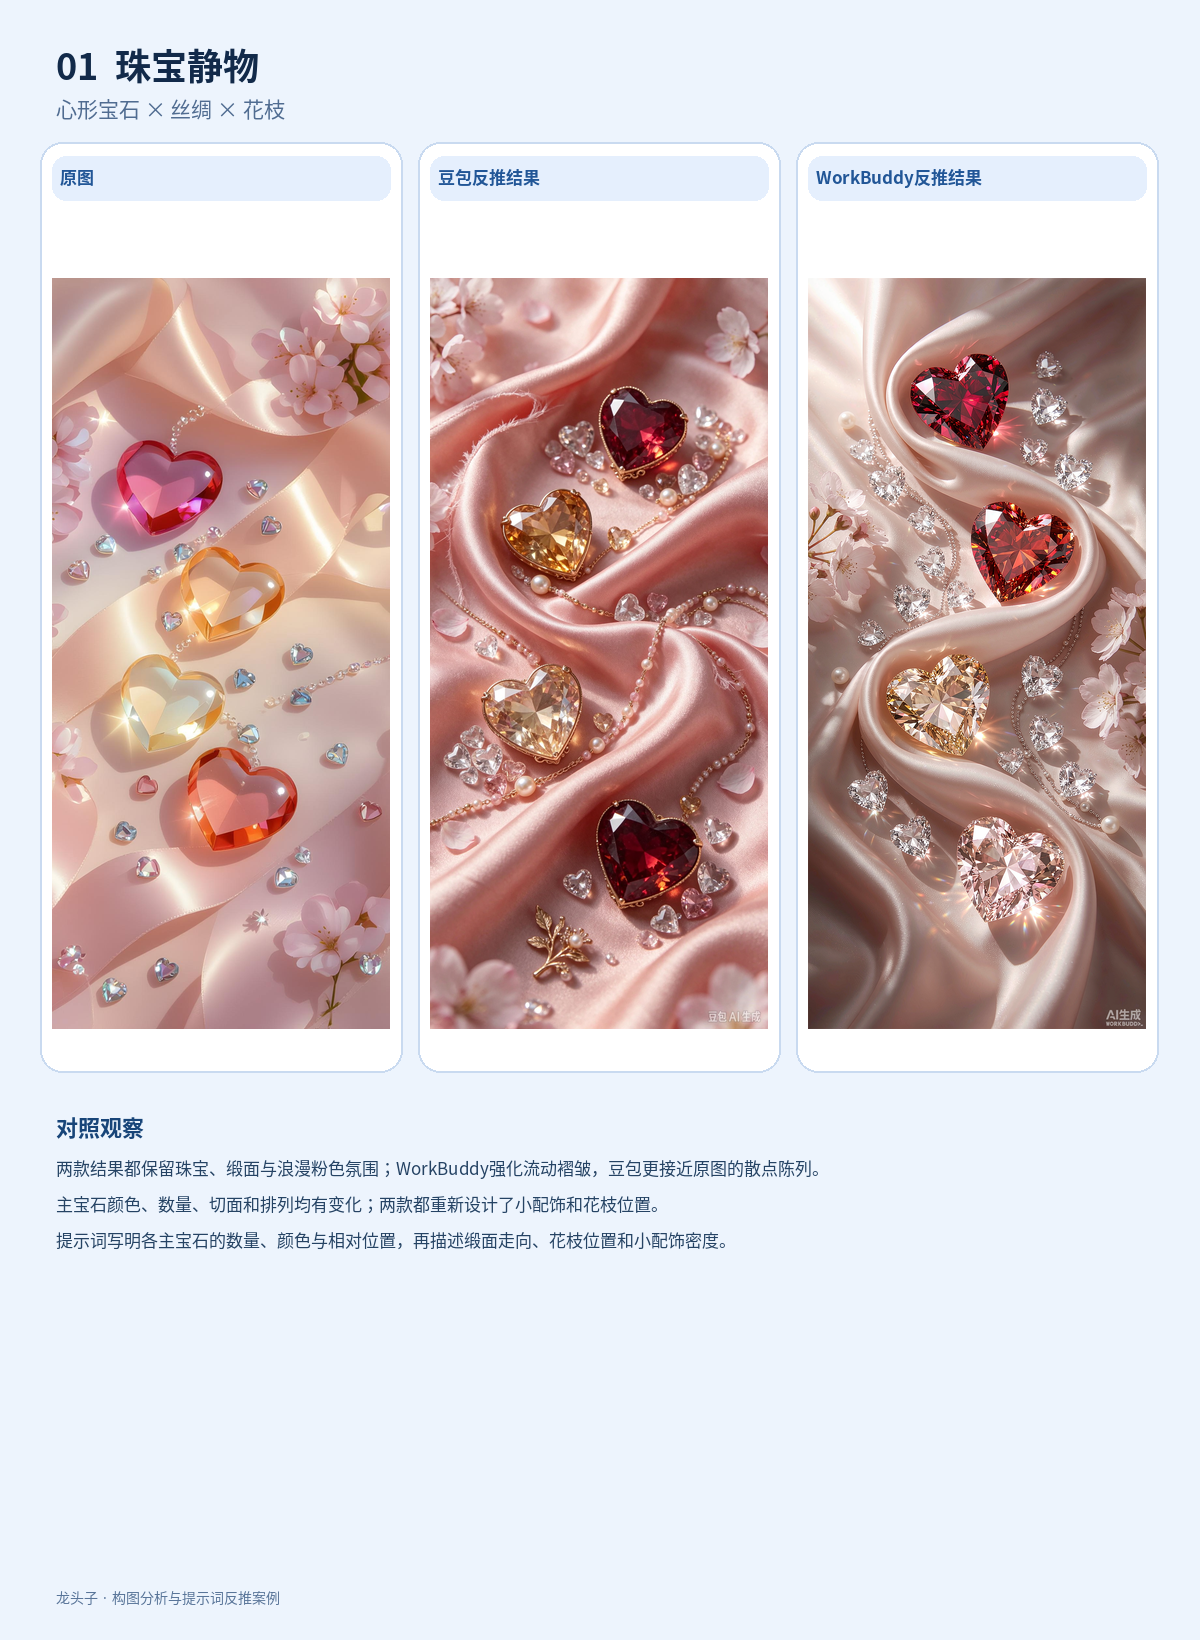 01 珠宝静物
心形宝石 × 丝绸 × 花枝
原图
豆包反推结果
WorkBuddy反推结果
豆包 AI 生成
AI生成
WORKBUDDY
对照观察
两款结果都保留珠宝、缎面与浪漫粉色氛围；WorkBuddy强化流动褶皱，豆包更接近原图的散点陈列。
主宝石颜色、数量、切面和排列均有变化；两款都重新设计了小配饰和花枝位置。
提示词写明各主宝石的数量、颜色与相对位置，再描述缎面走向、花枝位置和小配饰密度。
龙头子 · 构图分析与提示词反推案例